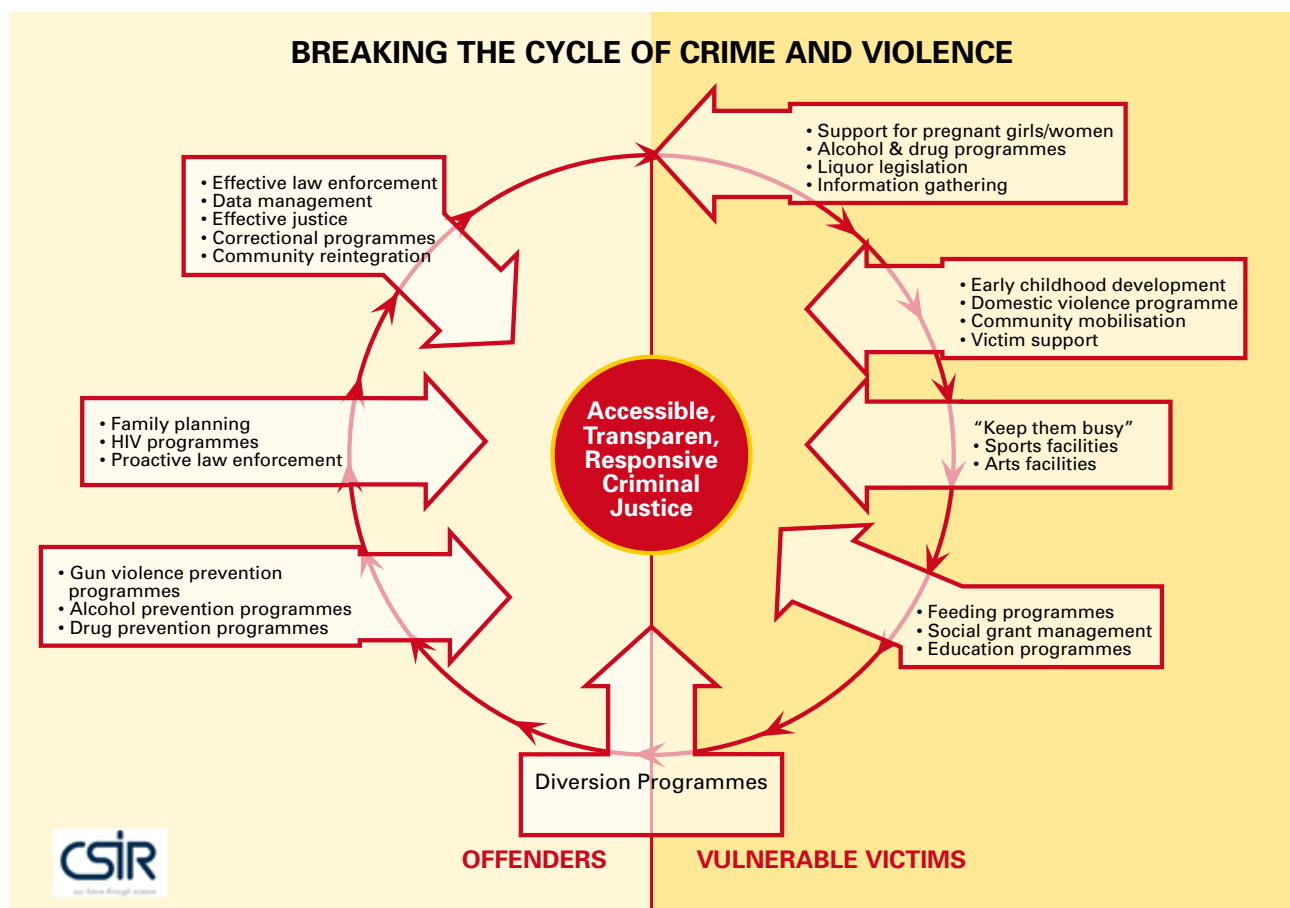 BREAKING THE CYCLE OF CRIME AND VIOLENCE
• Support for pregnant girls/women
• Alcohol & drug programmes
• Liquor legislation
• Information gathering
• Effective law enforcement
• Data management
• Effective justice
• Correctional programmes
• Community reintegration
• Early childhood development
• Domestic violence programme
• Community mobilisation
• Victim support
Accessible,
Transparen,
Responsive
Criminal
Justice
• Family planning
• HIV programmes
• Proactive law enforcement
“Keep them busy”
• Sports facilities
• Arts facilities
• Gun violence prevention
programmes
• Alcohol prevention programmes
• Drug prevention programmes
• Feeding programmes
• Social grant management
• Education programmes
Diversion Programmes
OFFENDERS
VULNERABLE VICTIMS
CSIR
our future through science